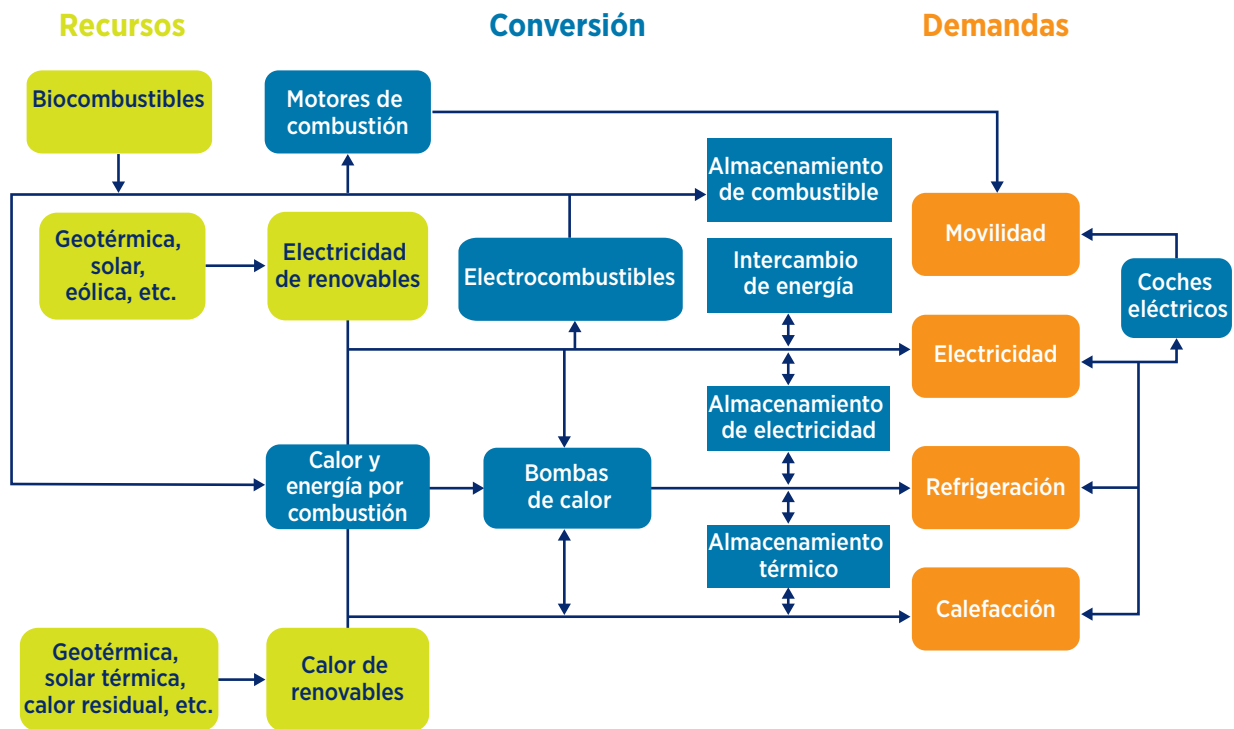 Recursos
Conversión
Demandas
Biocombustibles
Motores de
combustión
Almacenamiento
de combustible
Geotérmica,
solar,
eólica, etc.
Electricidad
de renovables
Electrocombustibles
Intercambio
de energía
Movilidad
Coches
eléctricos
Electricidad
Almacenamiento
de electricidad
Calor y
energía por
combustión
Bombas
de calor
Refrigeración
Almacenamiento
térmico
Calefacción
Geotérmica,
solar térmica,
calor residual, etc.
Calor de
renovables